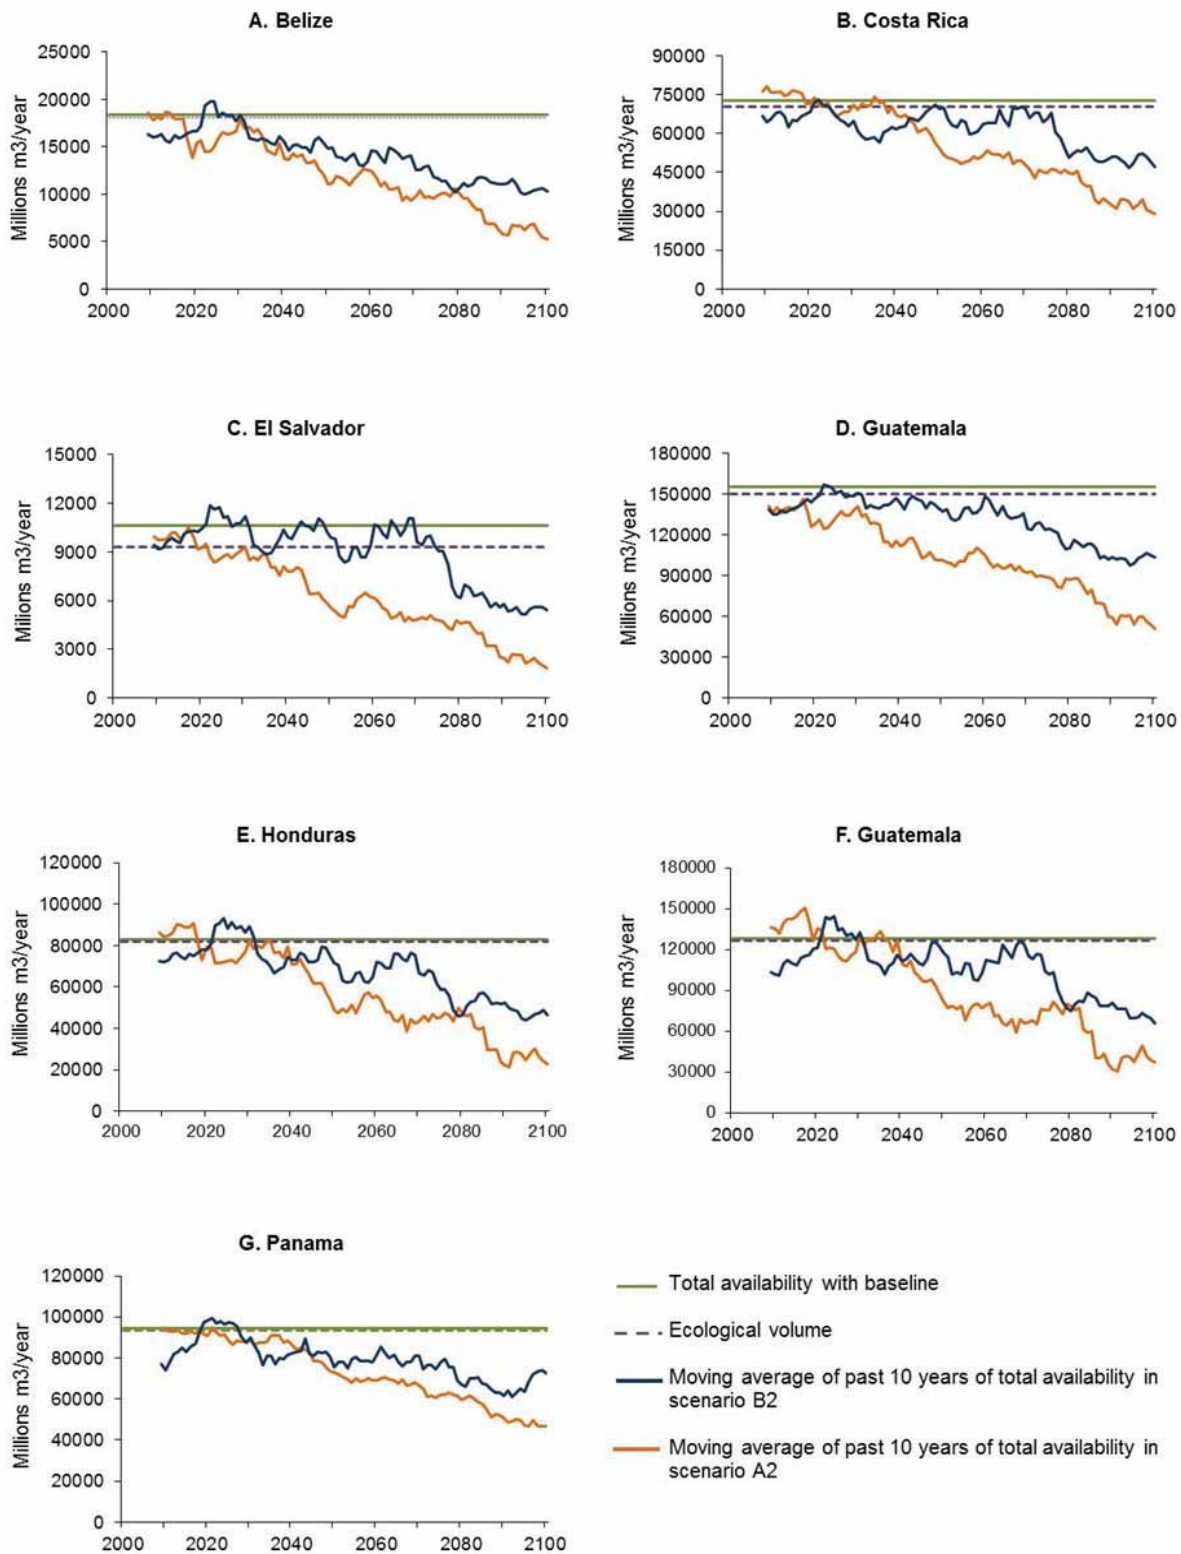 A. Belize
25000
20000
15000
10000
5000
0
Millions m3/year
2000 2020 2040 2060 2080 2100
B. Costa Rica
90000
75000
60000
45000
30000
15000
0
Millions m3/year
2000 2020 2040 2060 2080 2100
C. El Salvador
15000
12000
9000
6000
3000
0
Millions m3/year
2000 2020 2040 2060 2080 2100
D. Guatemala
180000
150000
120000
90000
60000
30000
0
Millions m3/year
2000 2020 2040 2060 2080 2100
E. Honduras
120000
100000
80000
60000
40000
20000
0
Millions m3/year
2000 2020 2040 2060 2080 2100
F. Guatemala
180000
150000
120000
90000
60000
30000
0
Millions m3/year
2000 2020 2040 2060 2080 2100
G. Panama
120000
100000
80000
60000
40000
20000
0
Millions m3/year
2000 2020 2040 2060 2080 2100
Total availability with baseline
Ecological volume
Moving average of past 10 years of total availability in
scenario B2
Moving average of past 10 years of total availability in
scenario A2